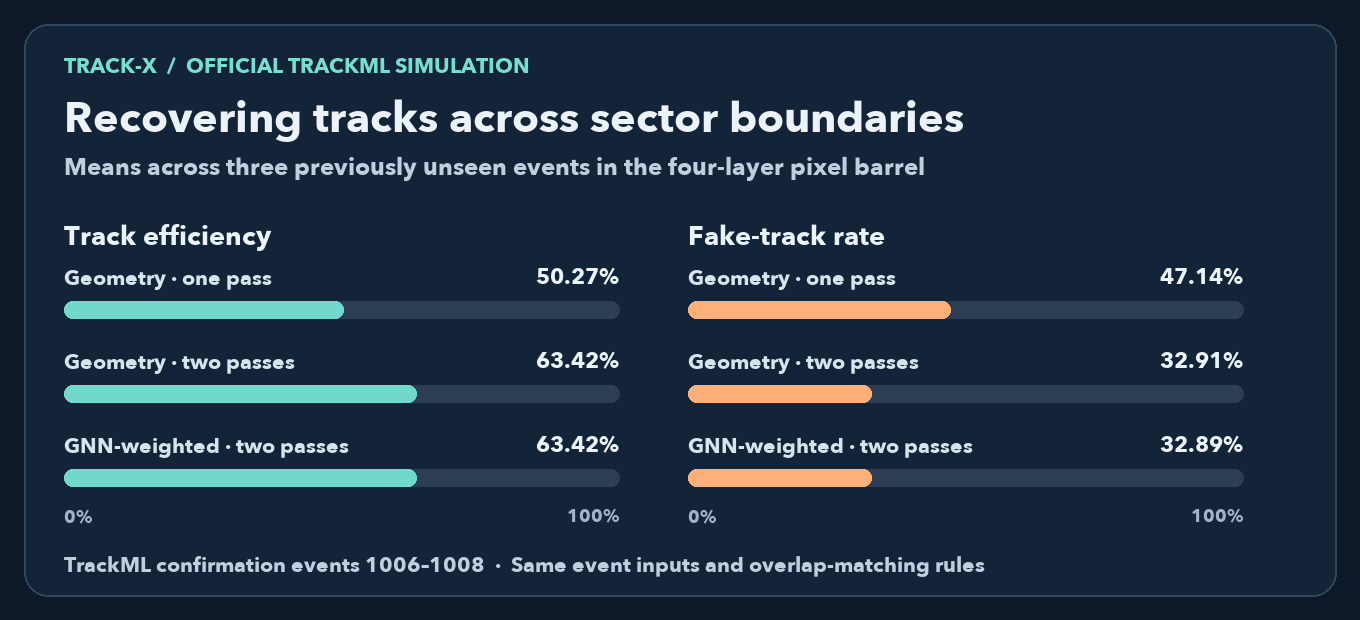 TRACK-X / OFFICIAL TRACKML SIMULATION
Recovering tracks across sector boundaries
Means across three previously unseen events in the four-layer pixel barrel
Track efficiency
Geometry · one pass 50.27%
Geometry · two passes 63.42%
GNN-weighted · two passes 63.42%
0% 100%
Fake-track rate
Geometry · one pass 47.14%
Geometry · two passes 32.91%
GNN-weighted · two passes 32.89%
0% 100%
TrackML confirmation events 1006–1008 · Same event inputs and overlap-matching rules